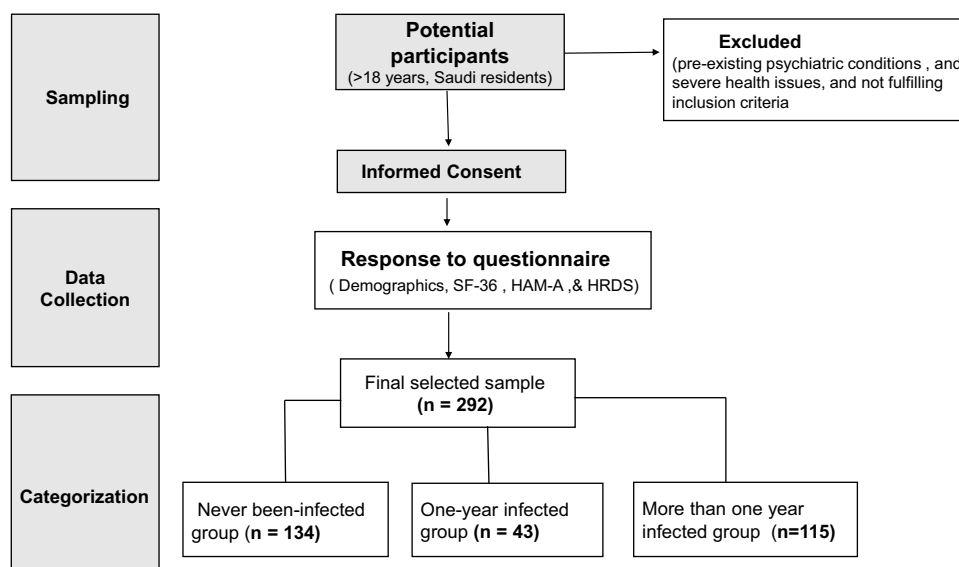 Sampling
Potential
participants
(>18 years, Saudi residents)
Excluded
(pre-existing psychiatric conditions , and
severe health issues, and not fulfilling
inclusion criteria
Informed Consent
Data
Collection
Response to questionnaire
( Demographics, SF-36 , HAM-A ,& HRDS)
Final selected sample
(n = 292)
Categorization
Never been-infected
group (n = 134)
One-year infected
group (n = 43)
More than one year
infected group (n=115)